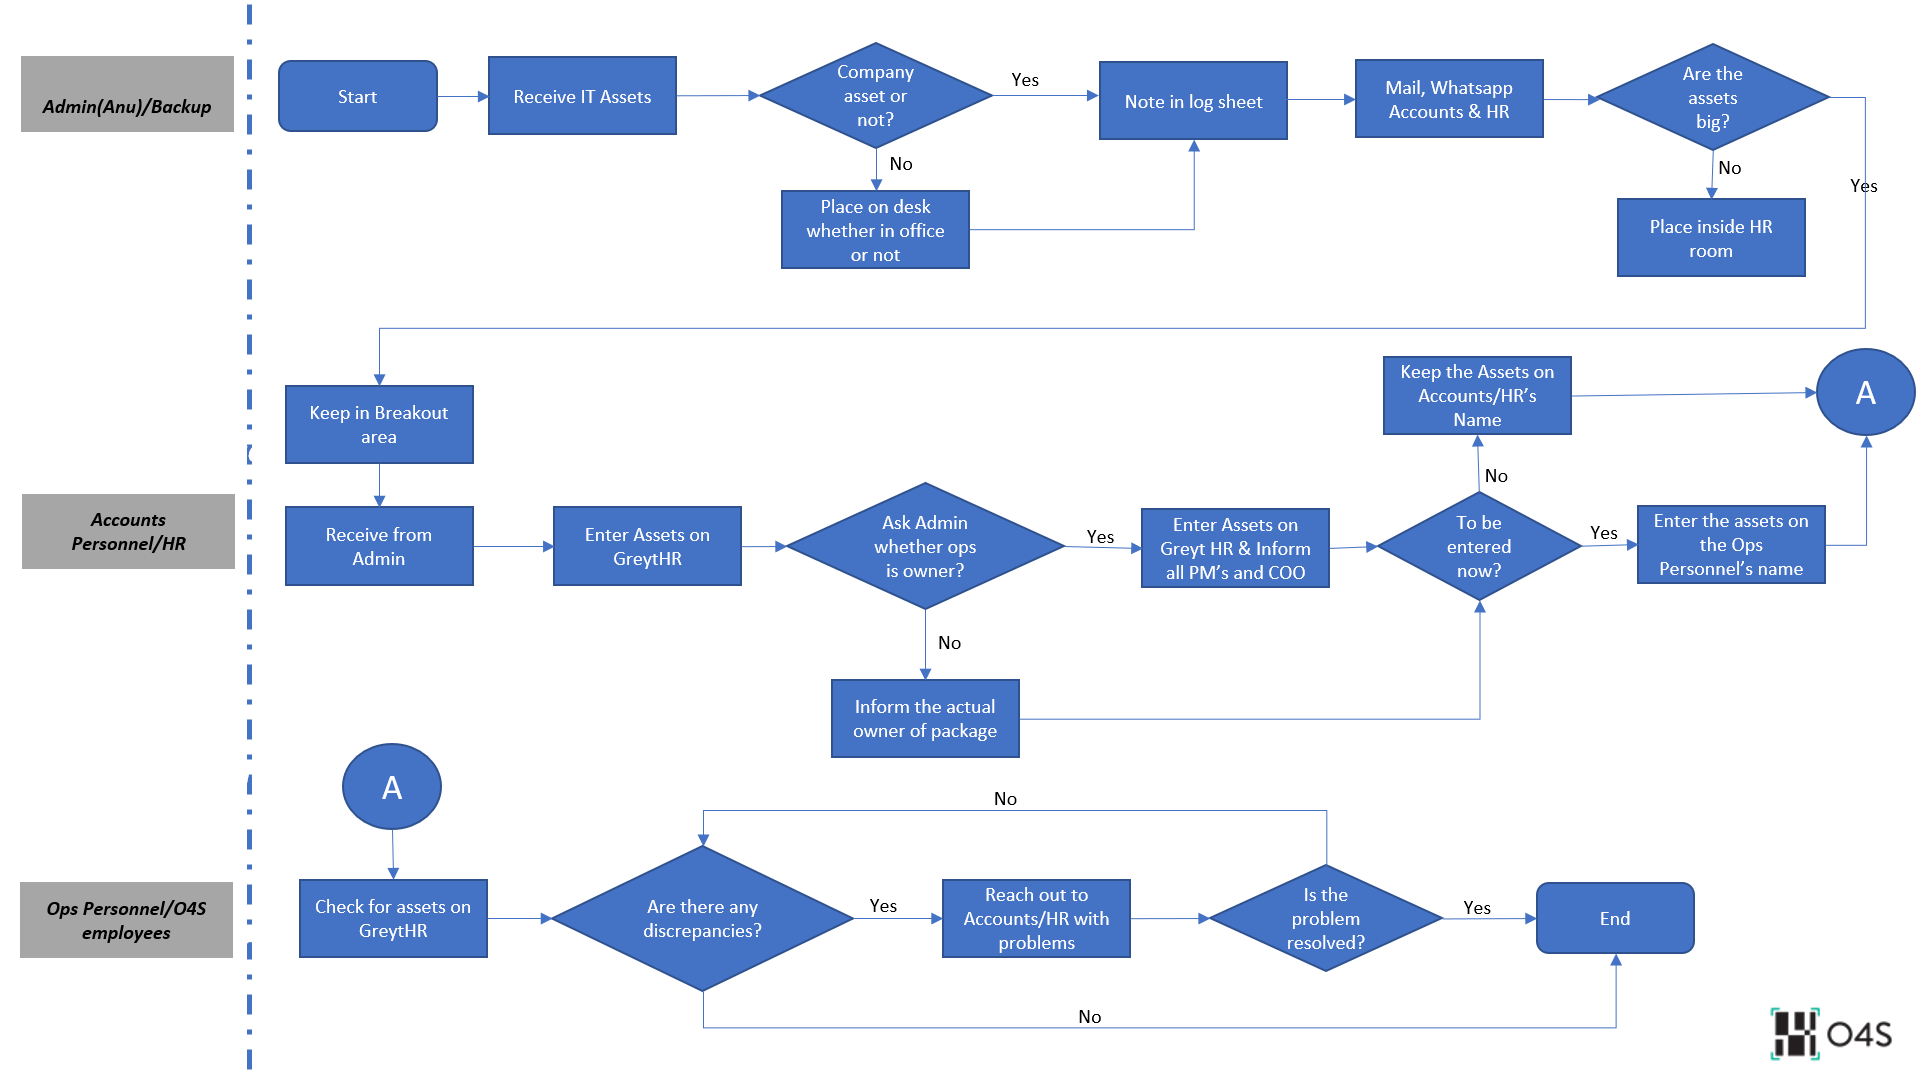 Admin(Anu)/Backup
Start
Receive IT Assets
Company
asset or
not?
Yes
No
Place on desk
whether in office
or not
Note in log sheet
Mail, Whatsapp
Accounts & HR
Are the
assets
big?
No
Yes
Place inside HR
room
Accounts
Personnel/HR
Keep in Breakout
area
Receive from
Admin
Enter Assets on
GreytHR
Ask Admin
whether ops
is owner?
Yes
No
Inform the actual
owner of package
Enter Assets on
Greyt HR & Inform
all PM's and COO
To be
entered
now?
No
Yes
Keep the Assets on
Accounts/HR's
Name
Enter the assets on
the Ops
Personnel's name
A
Ops Personnel/O4S
employees
A
Check for assets on
GreytHR
Are there any
discrepancies?
Yes
No
Reach out to
Accounts/HR with
problems
Is the
problem
resolved?
No
Yes
End
O4S